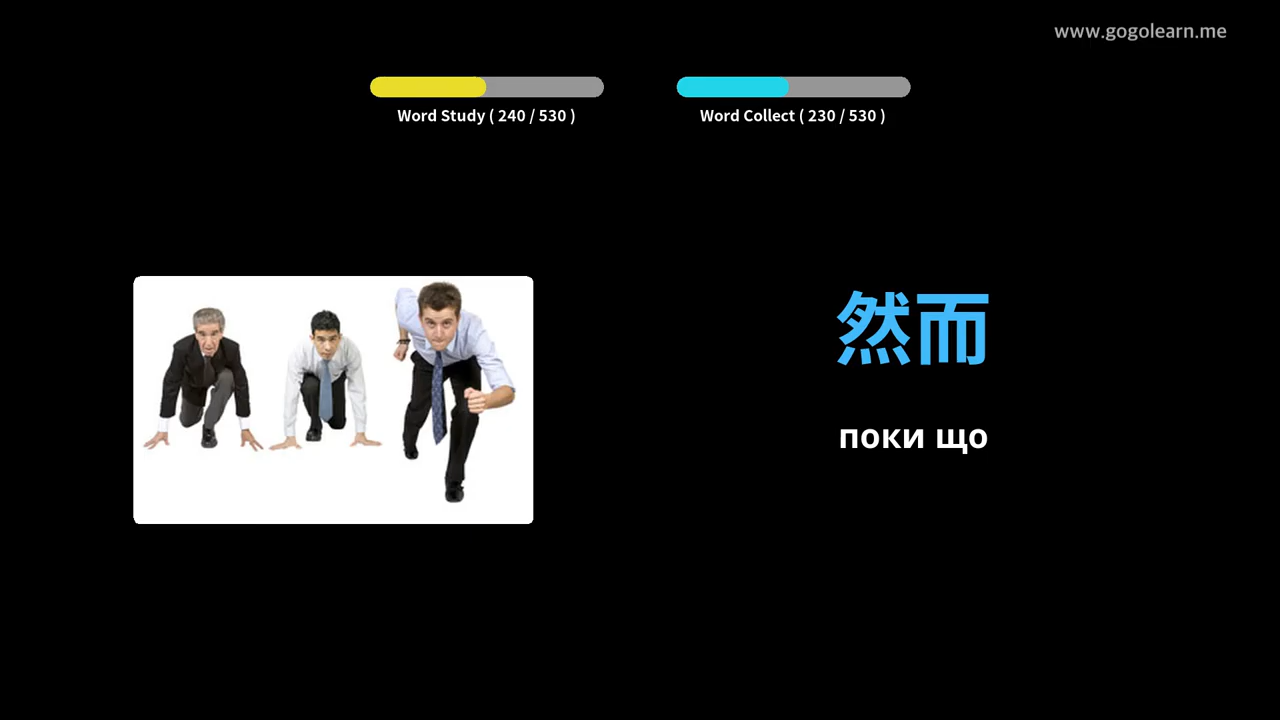 www.gogolearn.me
Word Study ( 240 / 530 )
Word Collect ( 230 / 530 )
然而
поки що